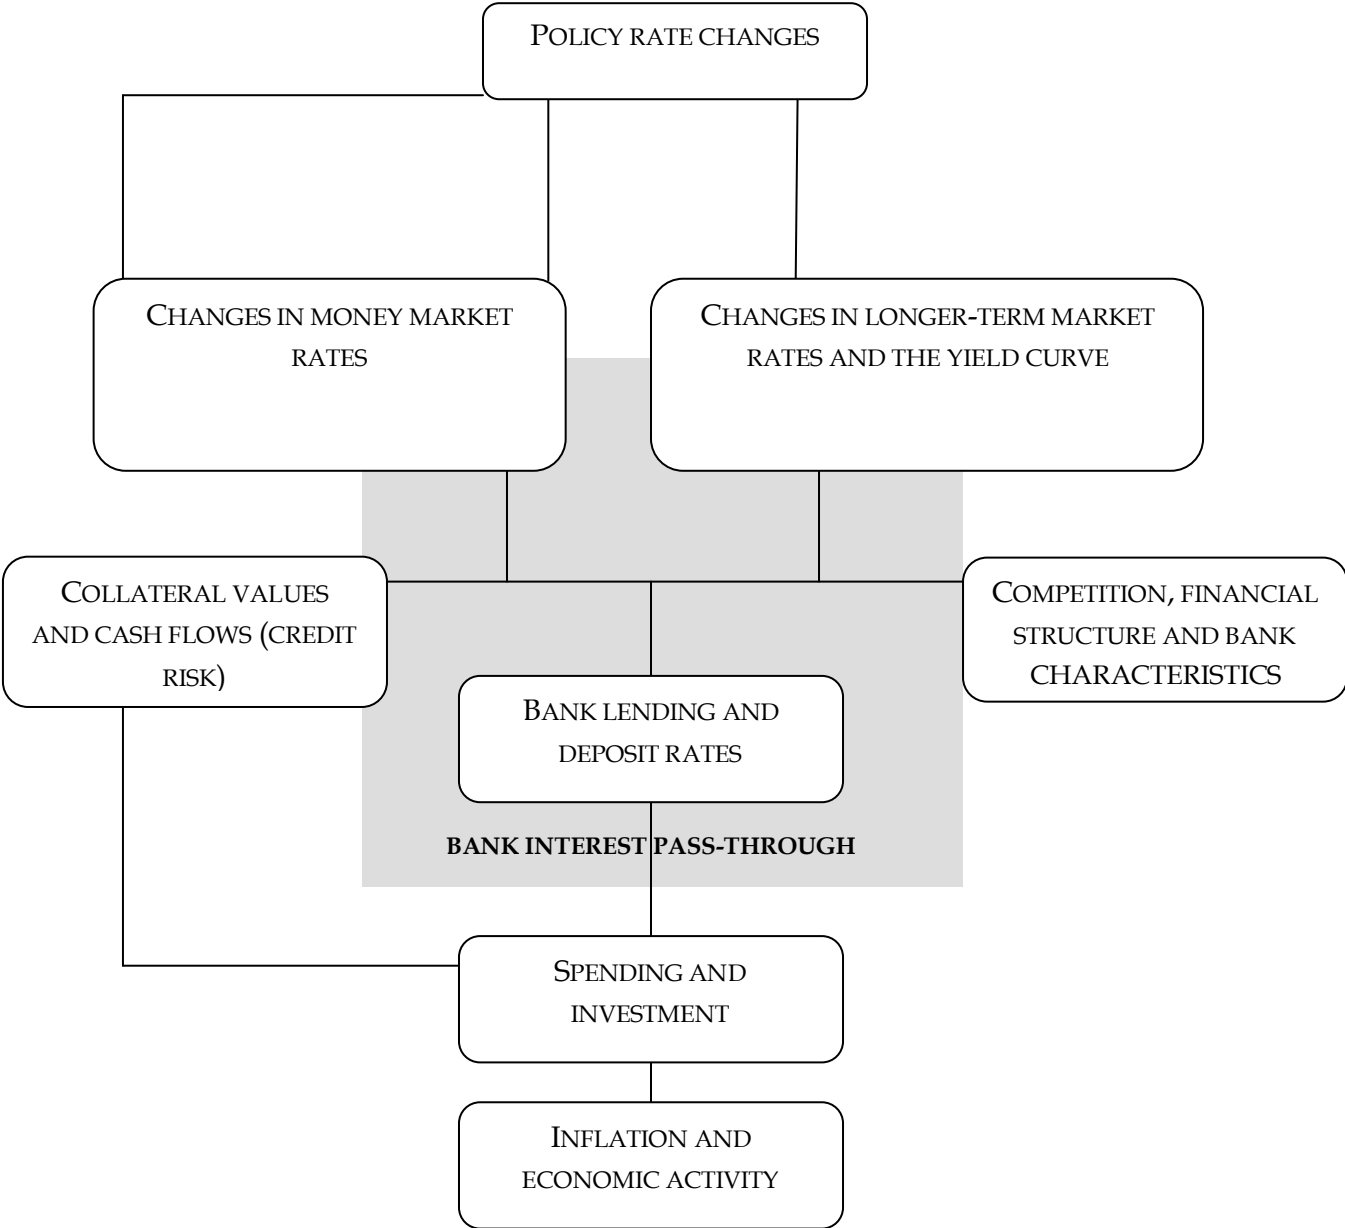 POLICY RATE CHANGES
CHANGES IN MONEY MARKET
RATES
CHANGES IN LONGER-TERM MARKET
RATES AND THE YIELD CURVE
COLLATERAL VALUES
AND CASH FLOWS (CREDIT
RISK)
COMPETITION, FINANCIAL
STRUCTURE AND BANK
CHARACTERISTICS
BANK LENDING AND
DEPOSIT RATES
BANK INTEREST PASS-THROUGH
SPENDING AND
INVESTMENT
INFLATION AND
ECONOMIC ACTIVITY